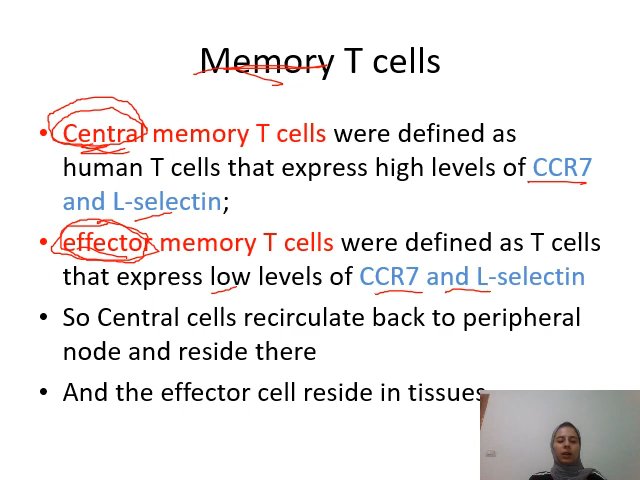 Memory T cells
• Central memory T cells were defined as
human T cells that express high levels of CCR7
and L-selectin;
• effector memory T cells were defined as T cells
that express low levels of CCR7 and L-selectin
• So Central cells recirculate back to peripheral
node and reside there
• And the effector cell reside in tissues